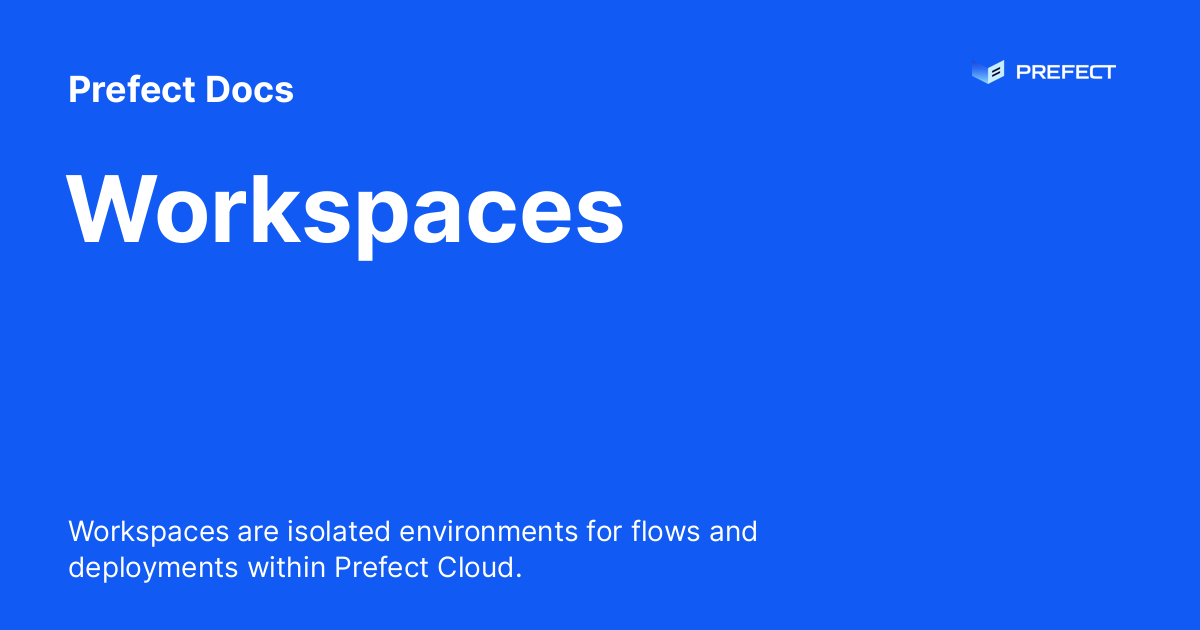 Prefect Docs
PREFECT
Workspaces
Workspaces are isolated environments for flows and
deployments within Prefect Cloud.